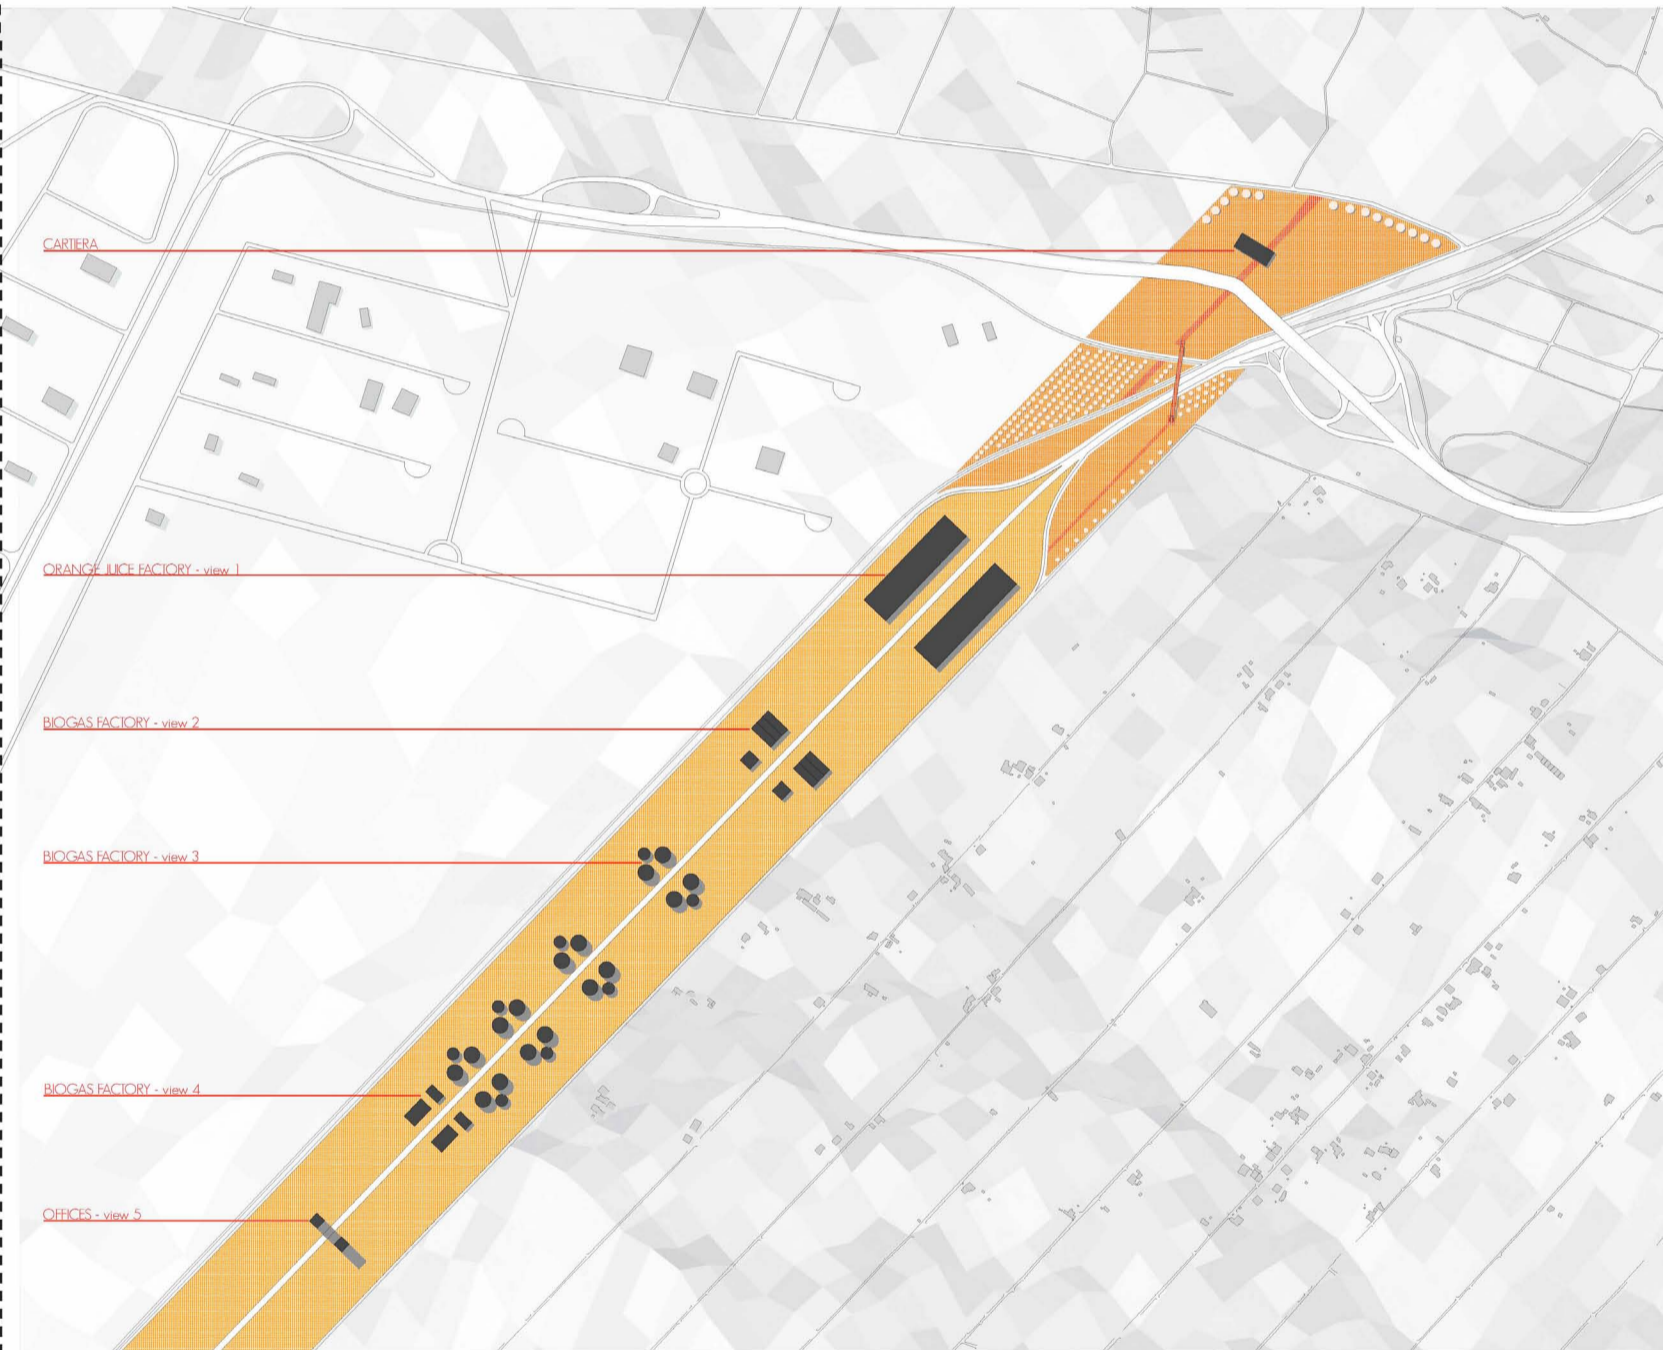 CARTIERA
ORANGE JUICE FACTORY - view 1
BIOGAS FACTORY - view 2
BIOGAS FACTORY - view 3
BIOGAS FACTORY - view 4
OFFICES - view 5